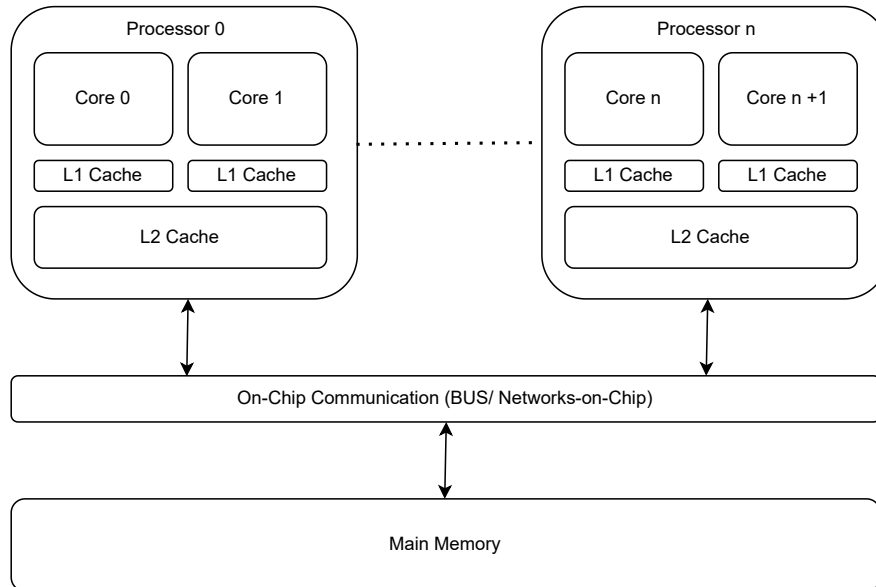 Processor 0
Processor n
Core 0
Core 1
Core n
Core n +1
L1 Cache
L1 Cache
L1 Cache
L1 Cache
L2 Cache
L2 Cache
On-Chip Communication (BUS/ Networks-on-Chip)
Main Memory